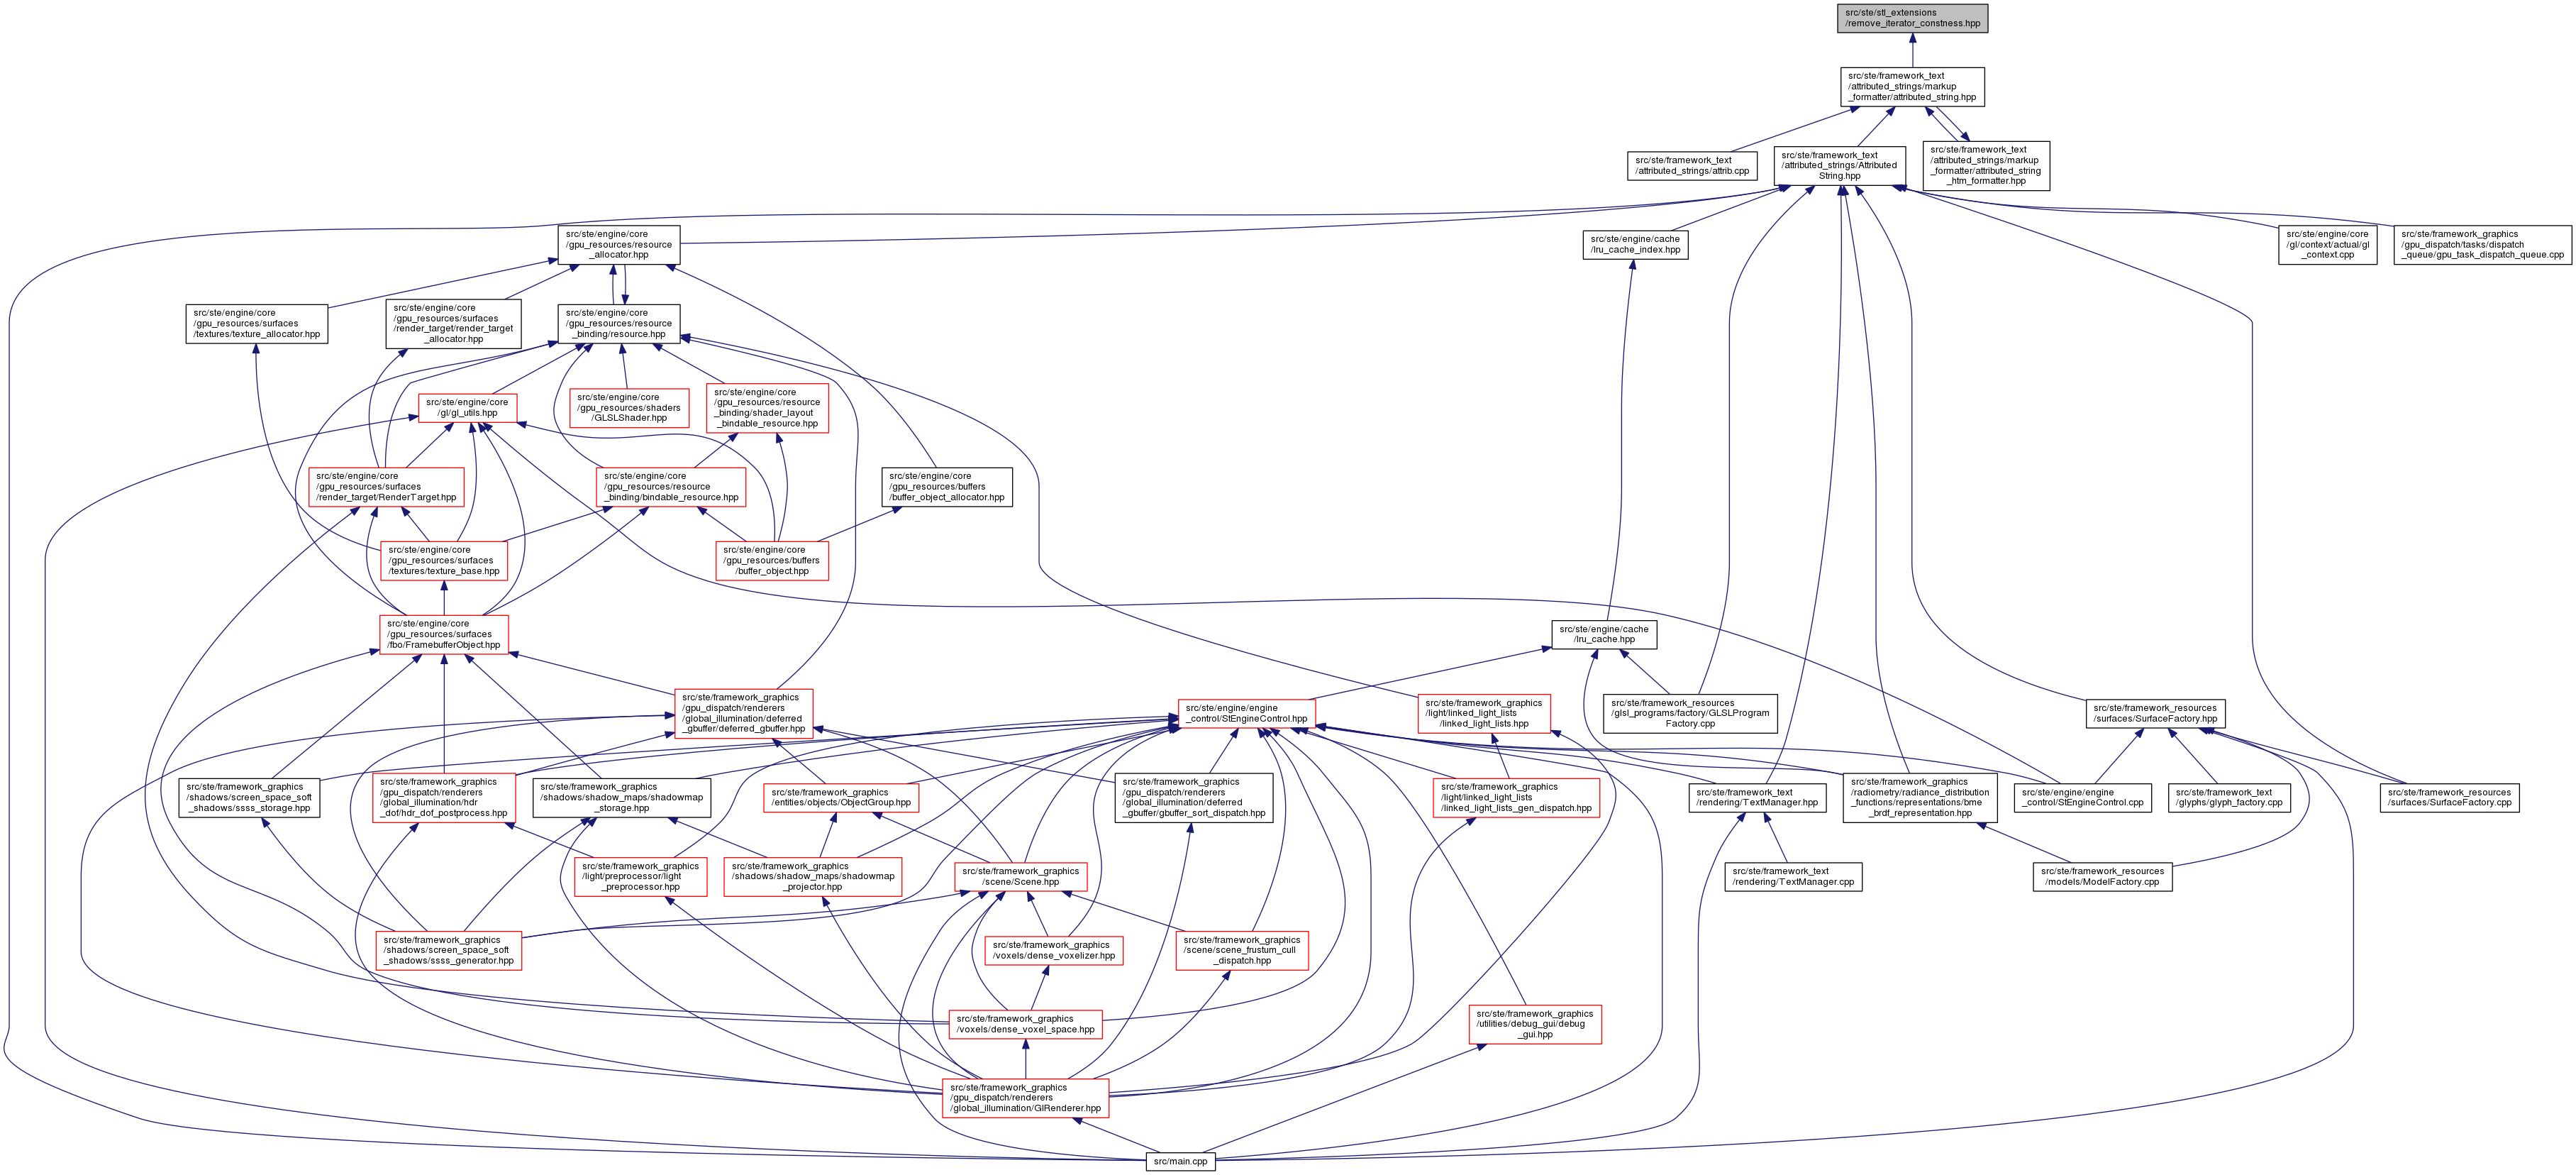 src/ste/stl_extensions
/remove_iterator_constness.hpp
src/ste/framework_text
/attributed_strings/markup
_formatter/attributed_string.hpp
src/ste/framework_text
/attributed_strings/attrib.cpp
src/ste/framework_text
/attributed_strings/Attributed
String.hpp
src/ste/framework_text
/attributed_strings/markup
_formatter/attributed_string
_htm_formatter.hpp
src/ste/engine/core
/gpu_resources/resource
_allocator.hpp
src/ste/engine/cache
/lru_cache_index.hpp
src/ste/engine/core
/gl/context/actual/gl
_context.cpp
src/ste/framework_graphics
/gpu_dispatch/tasks/dispatch
_queue/gpu_task_dispatch_queue.cpp
src/ste/engine/core
/gpu_resources/surfaces
/textures/texture_allocator.hpp
src/ste/engine/core
/gpu_resources/surfaces
/render_target/render_target
_allocator.hpp
src/ste/engine/core
/gpu_resources/resource
_binding/resource.hpp
src/ste/engine/core
/gl/gl_utils.hpp
src/ste/engine/core
/gpu_resources/shaders
/GLSLShader.hpp
src/ste/engine/core
/gpu_resources/resource
_binding/shader_layout
_bindable_resource.hpp
src/ste/engine/core
/gpu_resources/surfaces
/render_target/RenderTarget.hpp
src/ste/engine/core
/gpu_resources/resource
_binding/bindable_resource.hpp
src/ste/engine/core
/gpu_resources/buffers
/buffer_object_allocator.hpp
src/ste/engine/core
/gpu_resources/surfaces
/textures/texture_base.hpp
src/ste/engine/core
/gpu_resources/buffers
/buffer_object.hpp
src/ste/engine/core
/gpu_resources/surfaces
/fbo/FramebufferObject.hpp
src/ste/engine/cache
/lru_cache.hpp
src/ste/framework_graphics
/gpu_dispatch/renderers
/global_illumination/deferred
_gbuffer/deferred_gbuffer.hpp
src/ste/engine/engine
_control/StEngineControl.hpp
src/ste/framework_graphics
/light/linked_light_lists
/linked_light_lists.hpp
src/ste/framework_resources
/glsl_programs/factory/GLSLProgram
Factory.cpp
src/ste/framework_resources
/surfaces/SurfaceFactory.hpp
src/ste/framework_graphics
/shadows/screen_space_soft
_shadows/ssss_storage.hpp
src/ste/framework_graphics
/gpu_dispatch/renderers
/global_illumination/hdr
_dof/hdr_dof_postprocess.hpp
src/ste/framework_graphics
/shadows/shadow_maps/shadowmap
_storage.hpp
src/ste/framework_graphics
/entities/objects/ObjectGroup.hpp
src/ste/framework_graphics
/gpu_dispatch/renderers
/global_illumination/deferred
_gbuffer/gbuffer_sort_dispatch.hpp
src/ste/framework_graphics
/light/linked_light_lists
/linked_light_lists_gen_dispatch.hpp
src/ste/framework_text
/rendering/TextManager.hpp
src/ste/framework_graphics
/radiometry/radiance_distribution
_functions/representations/bme
_brdf_representation.hpp
src/ste/engine/engine
_control/StEngineControl.cpp
src/ste/framework_text
/glyphs/glyph_factory.cpp
src/ste/framework_resources
/surfaces/SurfaceFactory.cpp
src/ste/framework_graphics
/light/preprocessor/light
_preprocessor.hpp
src/ste/framework_graphics
/shadows/shadow_maps/shadowmap
_projector.hpp
src/ste/framework_graphics
/scene/Scene.hpp
src/ste/framework_text
/rendering/TextManager.cpp
src/ste/framework_resources
/models/ModelFactory.cpp
src/ste/framework_graphics
/shadows/screen_space_soft
_shadows/ssss_generator.hpp
src/ste/framework_graphics
/voxels/dense_voxelizer.hpp
src/ste/framework_graphics
/scene/scene_frustum_cull
_dispatch.hpp
src/ste/framework_graphics
/voxels/dense_voxel_space.hpp
src/ste/framework_graphics
/utilities/debug_gui/debug
_gui.hpp
src/ste/framework_graphics
/gpu_dispatch/renderers
/global_illumination/GIRenderer.hpp
src/main.cpp